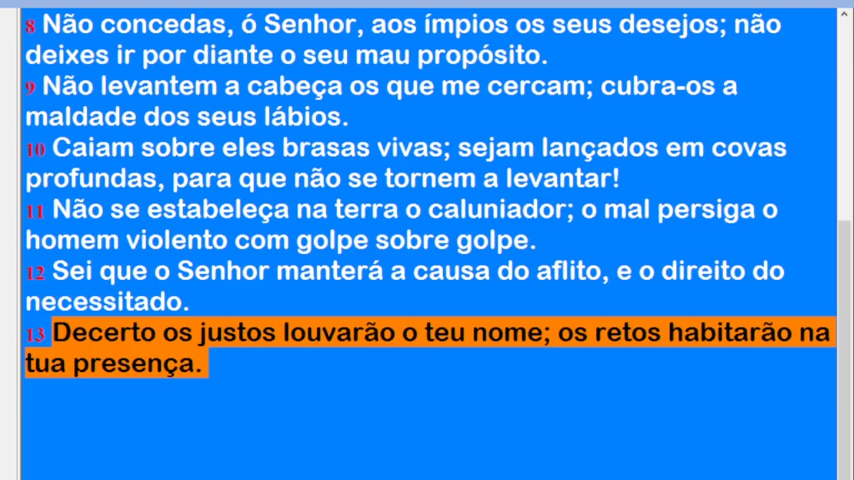 8 Não concedas, ó Senhor, aos ímpios os seus desejos; não
deixes ir por diante o seu mau propósito.
9 Não levantem a cabeça os que me cercam; cubra-os a
maldade dos seus lábios.
10 Caiam sobre eles brasas vivas; sejam lançados em covas
profundas, para que não se tornem a levantar!
11 Não se estabeleça na terra o caluniador; o mal persiga o
homem violento com golpe sobre golpe.
12 Sei que o Senhor manterá a causa do aflito, e o direito do
necessitado.
13 Decerto os justos louvarão o teu nome; os retos habitarão na
tua presença.